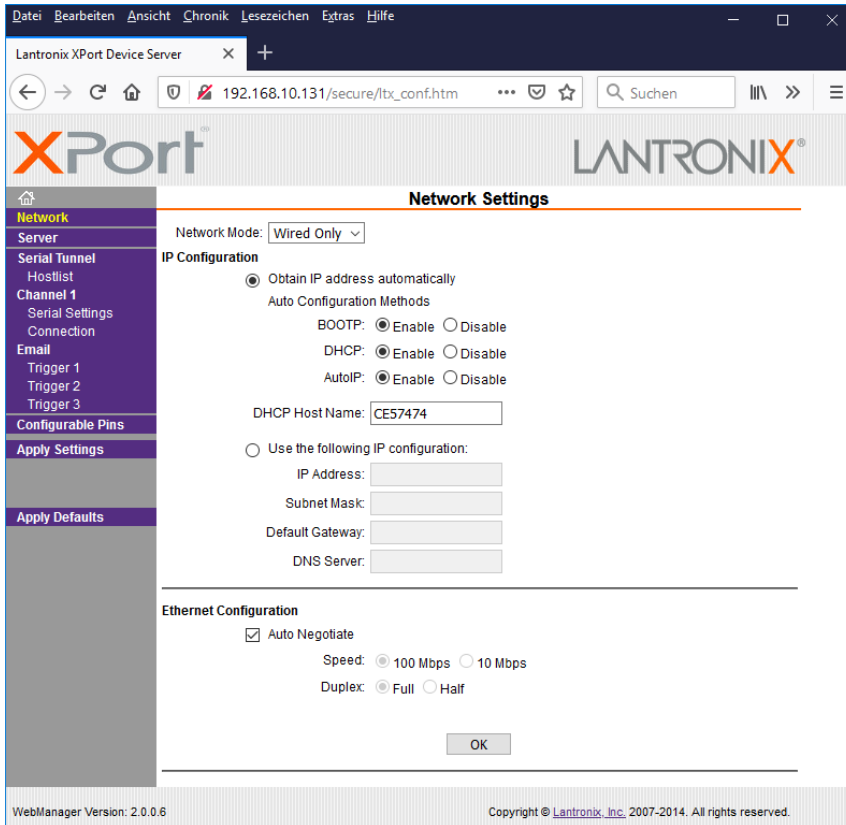 Datei Bearbeiten Ansicht Chronik Lesezeichen Extras Hilfe
Lantronix XPort Device Server
192.168.10.131/secure/ltx_conf.htm
Suchen
XPort
LANTRONIX®
Network
Server
Serial Tunnel
Hostlist
Channel 1
Serial Settings
Connection
Email
Trigger 1
Trigger 2
Trigger 3
Configurable Pins
Apply Settings
Apply Defaults
Network Settings
Network Mode: Wired Only
IP Configuration
Obtain IP address automatically
Auto Configuration Methods
BOOTP: Enable Disable
DHCP: Enable Disable
AutoIP: Enable Disable
DHCP Host Name: CE57474
Use the following IP configuration:
IP Address:
Subnet Mask:
Default Gateway:
DNS Server:
Ethernet Configuration
Auto Negotiate
Speed: 100 Mbps 10 Mbps
Duplex: Full Half
OK
WebManager Version: 2.0.0.6
Copyright © Lantronix, Inc. 2007-2014. All rights reserved.